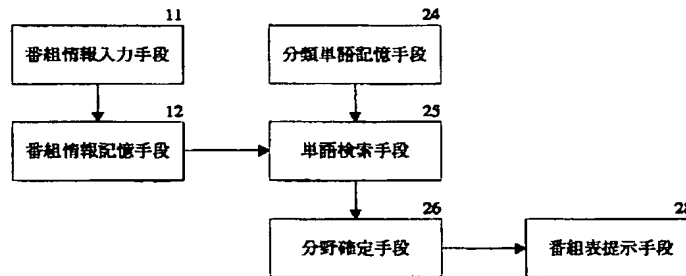 11
番組情報入力手段
24
分類単語記憶手段
12
番組情報記憶手段
25
単語検索手段
26
分野確定手段
28
番組表提示手段